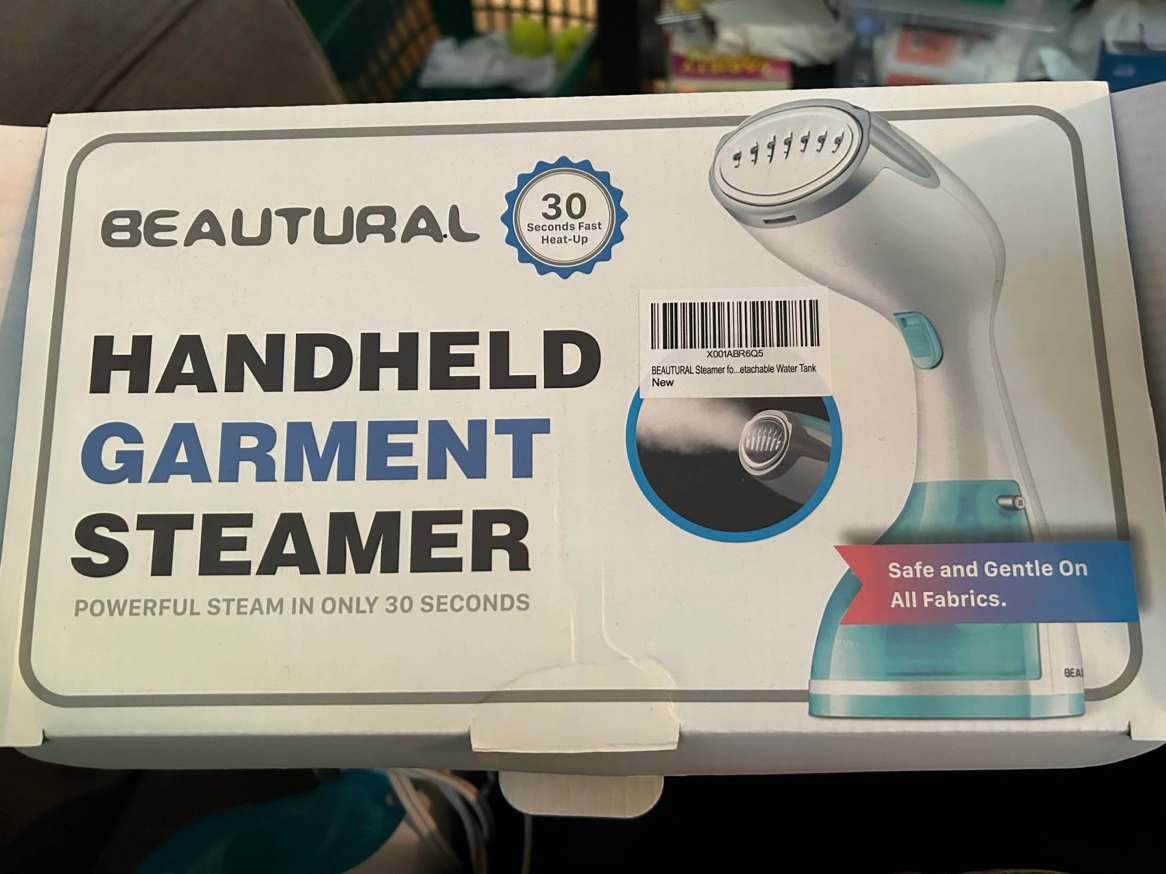 BEAUTURAL
30
Seconds Fast
Heat-Up
HANDHELD
GARMENT
STEAMER
POWERFUL STEAM IN ONLY 30 SECONDS
X001ABR6Q5
BEAUTURAL Steamer fo...etachable Water Tank
New
Safe and Gentle On
All Fabrics.
BEAU